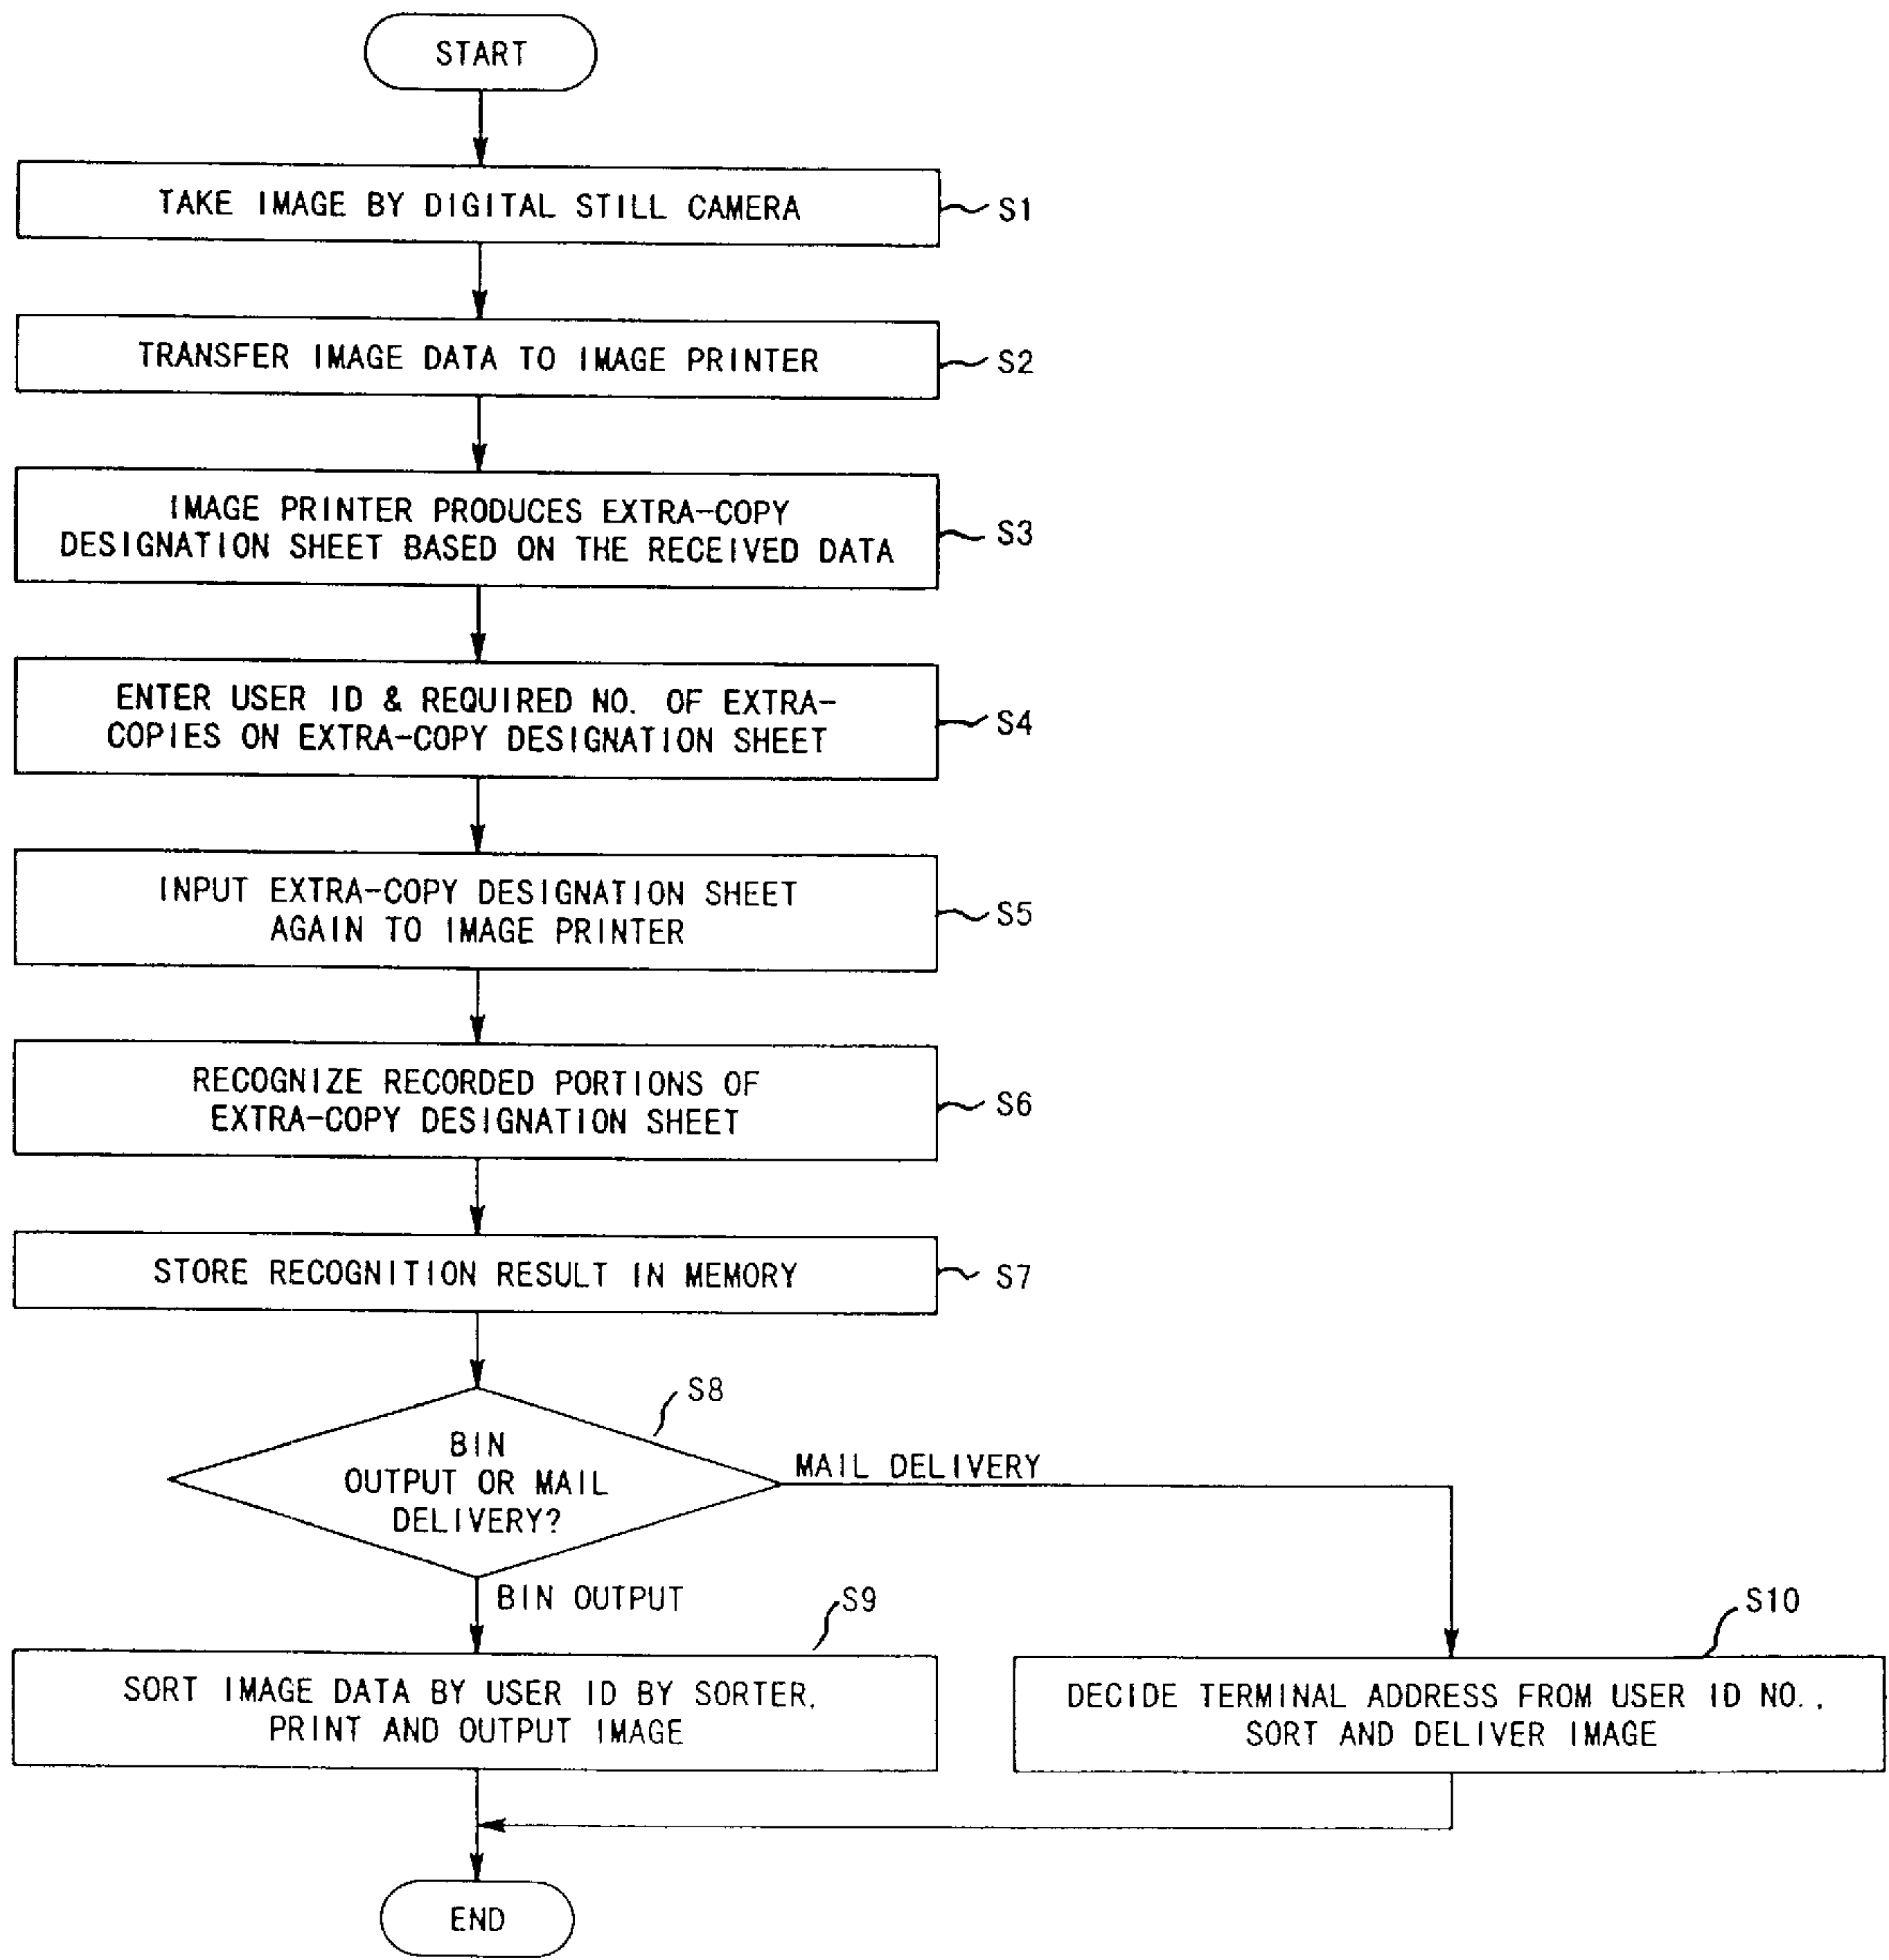 START
TAKE IMAGE BY DIGITAL STILL CAMERA
S1
TRANSFER IMAGE DATA TO IMAGE PRINTER
S2
IMAGE PRINTER PRODUCES EXTRA-COPY
DESIGNATION SHEET BASED ON THE RECEIVED DATA
S3
ENTER USER ID & REQUIRED NO. OF EXTRA-
COPIES ON EXTRA-COPY DESIGNATION SHEET
S4
INPUT EXTRA-COPY DESIGNATION SHEET
AGAIN TO IMAGE PRINTER
S5
RECOGNIZE RECORDED PORTIONS OF
EXTRA-COPY DESIGNATION SHEET
S6
STORE RECOGNITION RESULT IN MEMORY
S7
S8
BIN
OUTPUT OR MAIL
DELIVERY?
MAIL DELIVERY
BIN OUTPUT
S9
SORT IMAGE DATA BY USER ID BY SORTER,
PRINT AND OUTPUT IMAGE
S10
DECIDE TERMINAL ADDRESS FROM USER ID NO.,
SORT AND DELIVER IMAGE
END